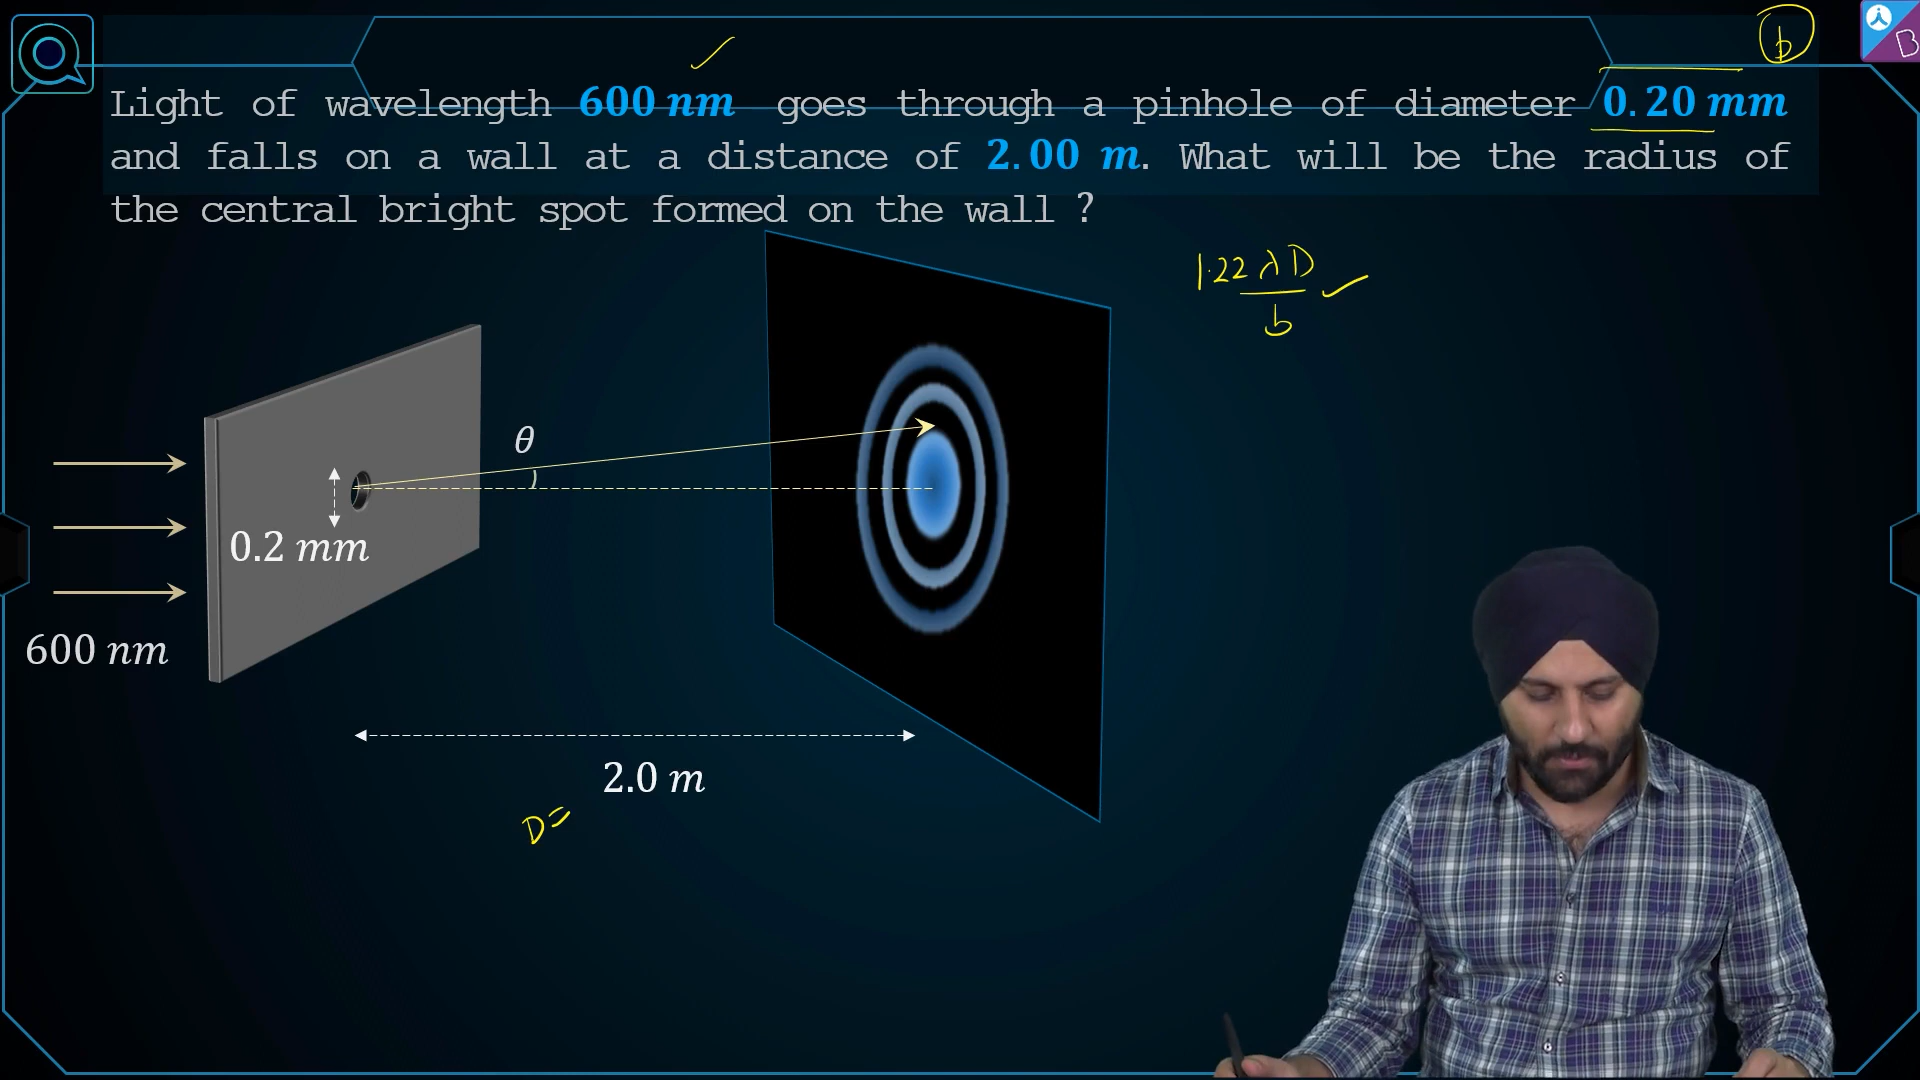 b
B
Light of wavelength 600 nm goes through a pinhole of diameter 0.20 mm
and falls on a wall at a distance of 2.00 m. What will be the radius of
the central bright spot formed on the wall ?
1.22 λD
b
θ
0.2 mm
600 nm
2.0 m
D=